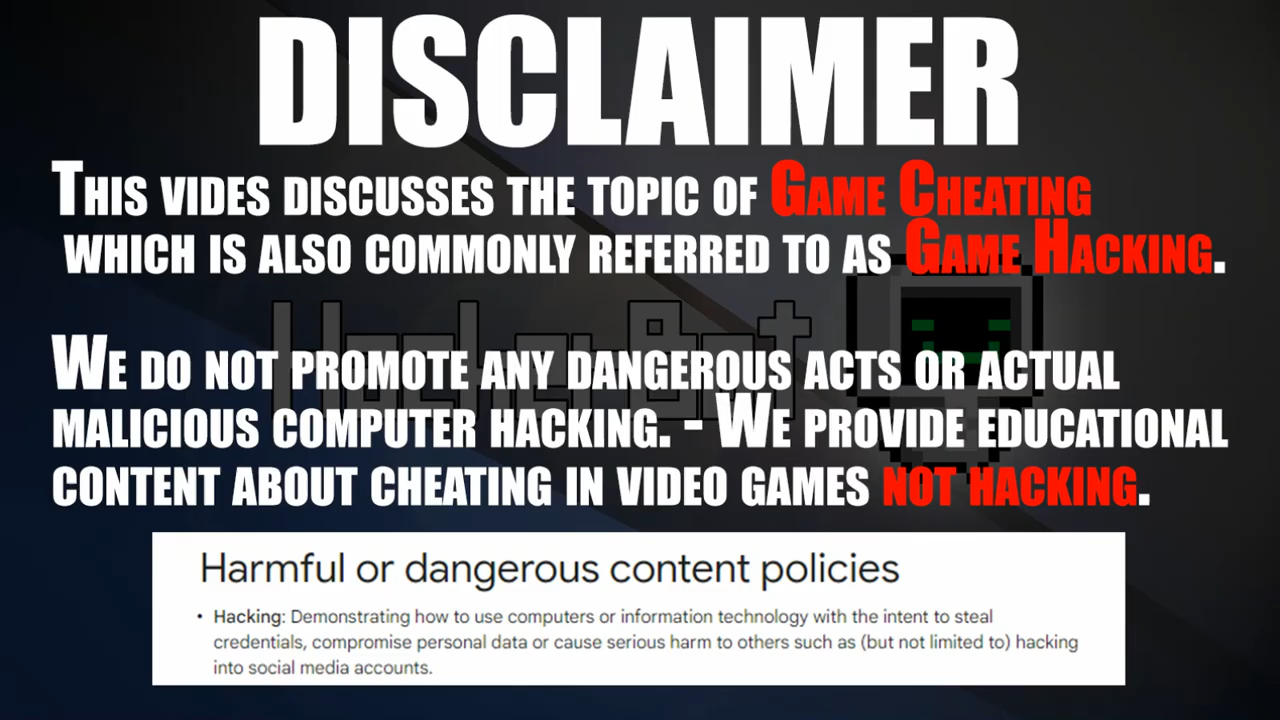 DISCLAIMER
THIS VIDES DISCUSSES THE TOPIC OF GAME CHEATING
WHICH IS ALSO COMMONLY REFERRED TO AS GAME HACKING.
Hacker Bot
WE DO NOT PROMOTE ANY DANGEROUS ACTS OR ACTUAL
MALICIOUS COMPUTER HACKING. - WE PROVIDE EDUCATIONAL
CONTENT ABOUT CHEATING IN VIDEO GAMES NOT HACKING.
Harmful or dangerous content policies
• Hacking: Demonstrating how to use computers or information technology with the intent to steal
credentials, compromise personal data or cause serious harm to others such as (but not limited to) hacking
into social media accounts.